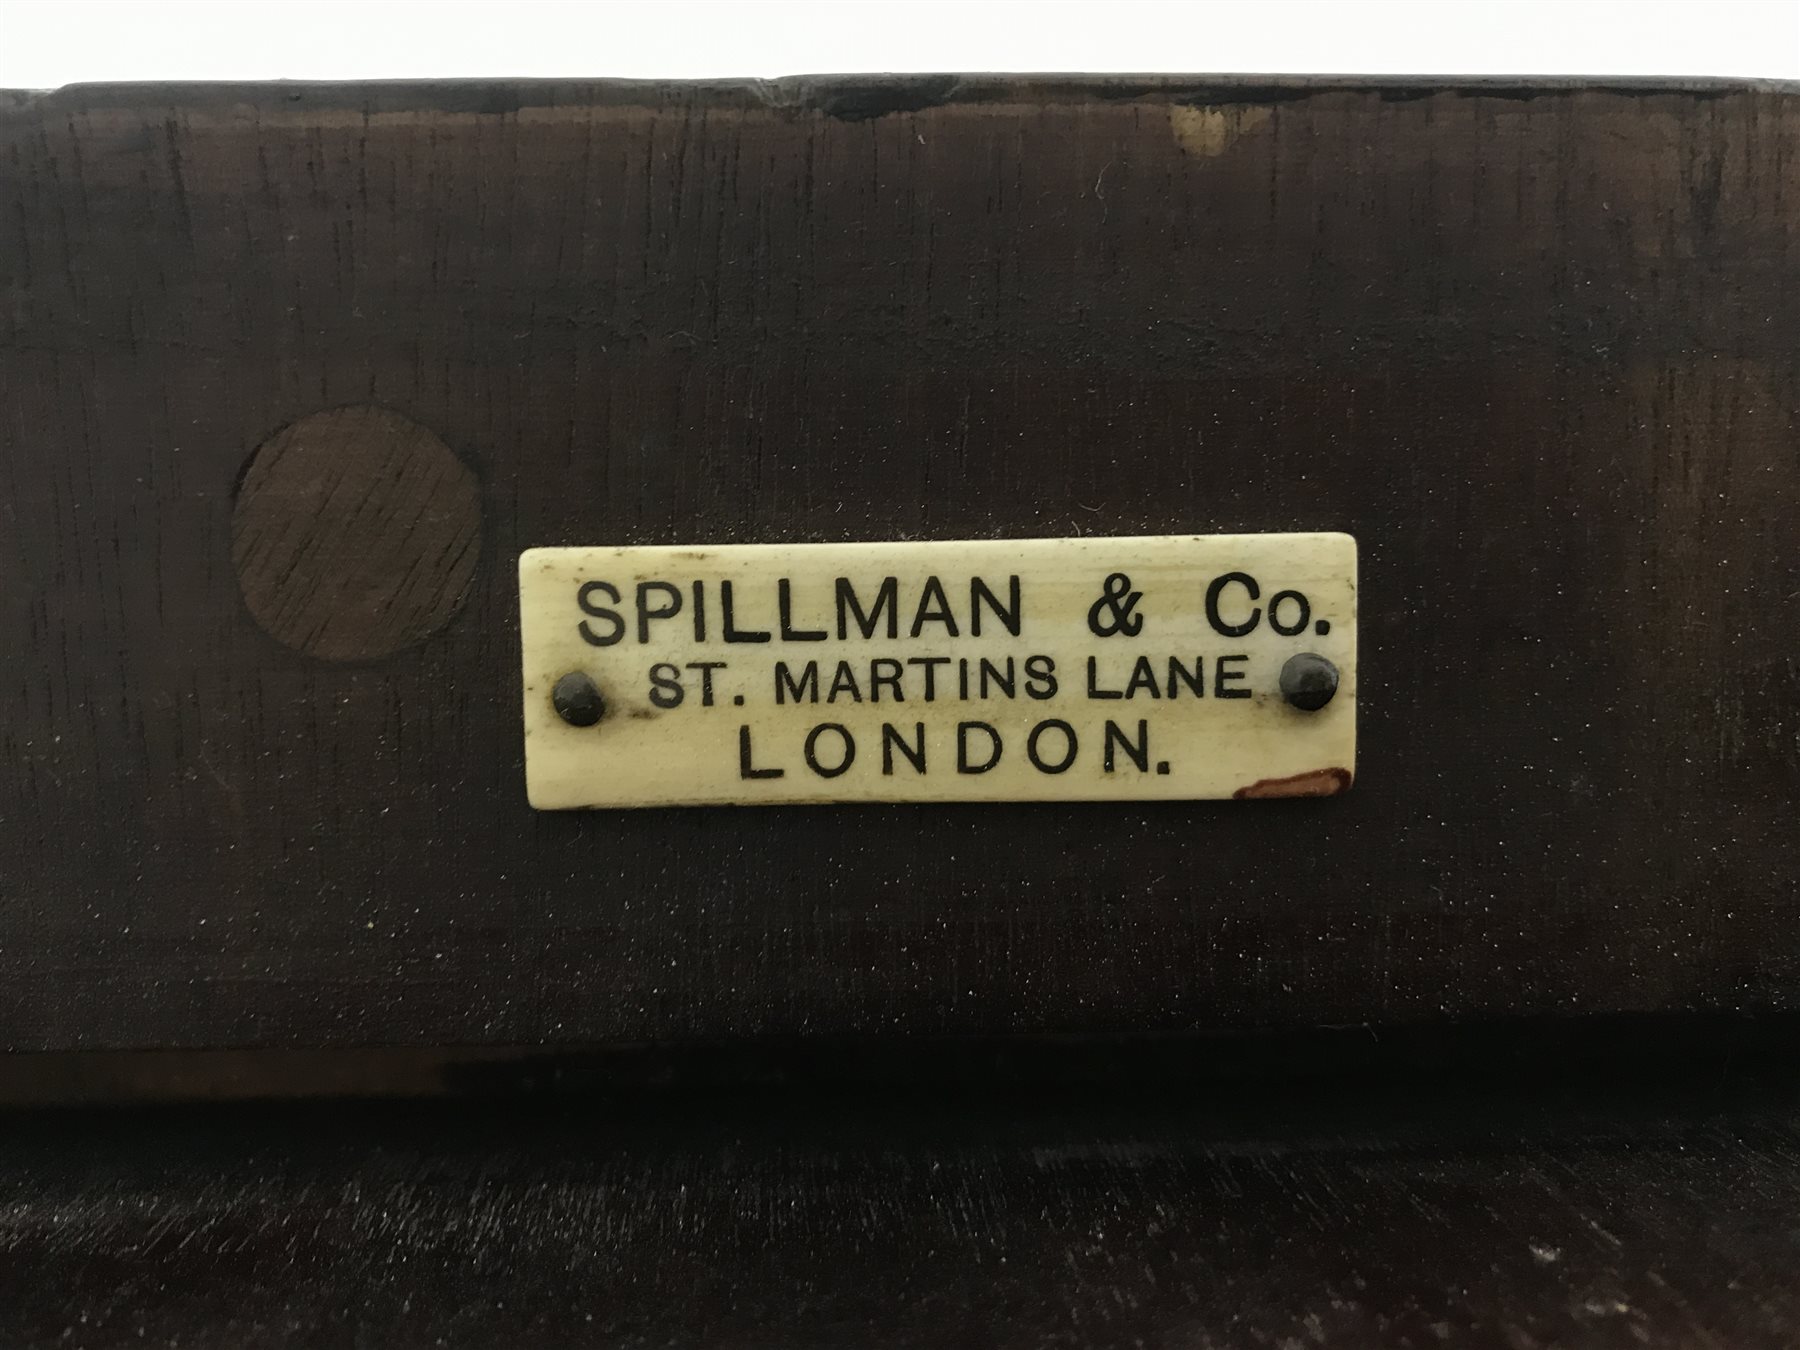 SPILLMAN & Co.
ST. MARTINS LANE
LONDON.